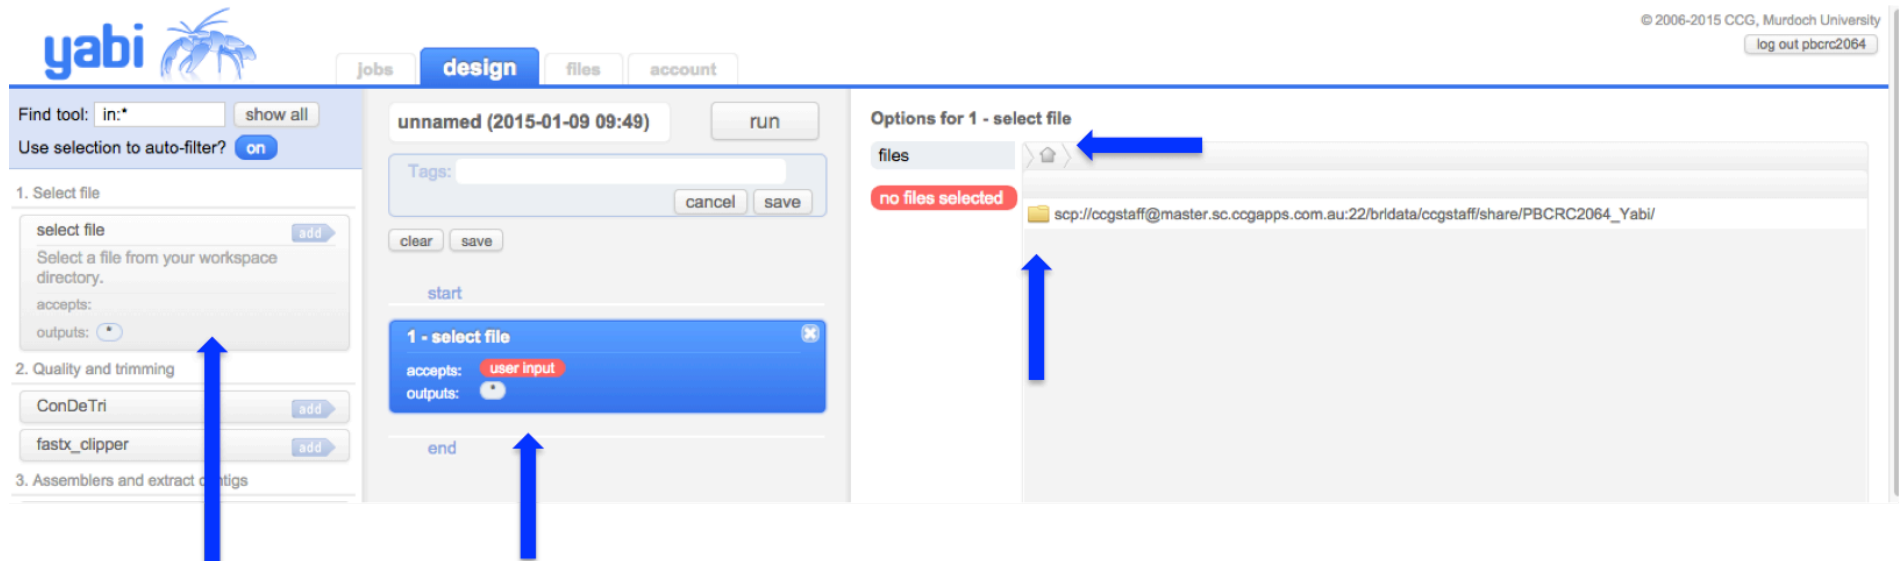 © 2006-2015 CCG, Murdoch University
yabi
log out pbcrc2064
jobs design files account
Find tool: in:* show all
Use selection to auto-filter? on
1. Select file
select file add
Select a file from your workspace
directory.
accepts:
outputs: *
2. Quality and trimming
ConDeTri add
fastx_clipper add
3. Assemblers and extract
unnamed (2015-01-09 09:49) run
Tags:
cancel save
clear save
start
1 - select file
accepts: user input
outputs: *
end
Options for 1 - select file
files
no files selected
scp://ccgstaff@master.sc.ccgapps.com.au:22/brldata/ccgstaff/share/PBCRC2064_Yabi/